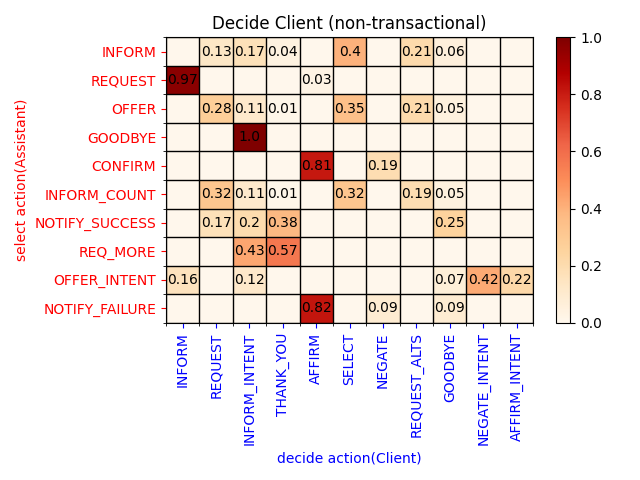 Decide Client (non-transactional)
INFORM 0.13 0.17 0.04 0.4 0.21 0.06
REQUEST 0.97 0.03
OFFER 0.28 0.11 0.01 0.35 0.21 0.05
GOODBYE 1.0
CONFIRM 0.81 0.19
INFORM_COUNT 0.32 0.11 0.01 0.32 0.19 0.05
NOTIFY_SUCCESS 0.17 0.2 0.38 0.25
REQ_MORE 0.43 0.57
OFFER_INTENT 0.16 0.12 0.07 0.42 0.22
NOTIFY_FAILURE 0.82 0.09 0.09
select action(Assistant)
INFORM
REQUEST
INFORM_INTENT
THANK_YOU
AFFIRM
SELECT
NEGATE
REQUEST_ALTS
GOODBYE
NEGATE_INTENT
AFFIRM_INTENT
decide action(Client)
1.0
0.8
0.6
0.4
0.2
0.0